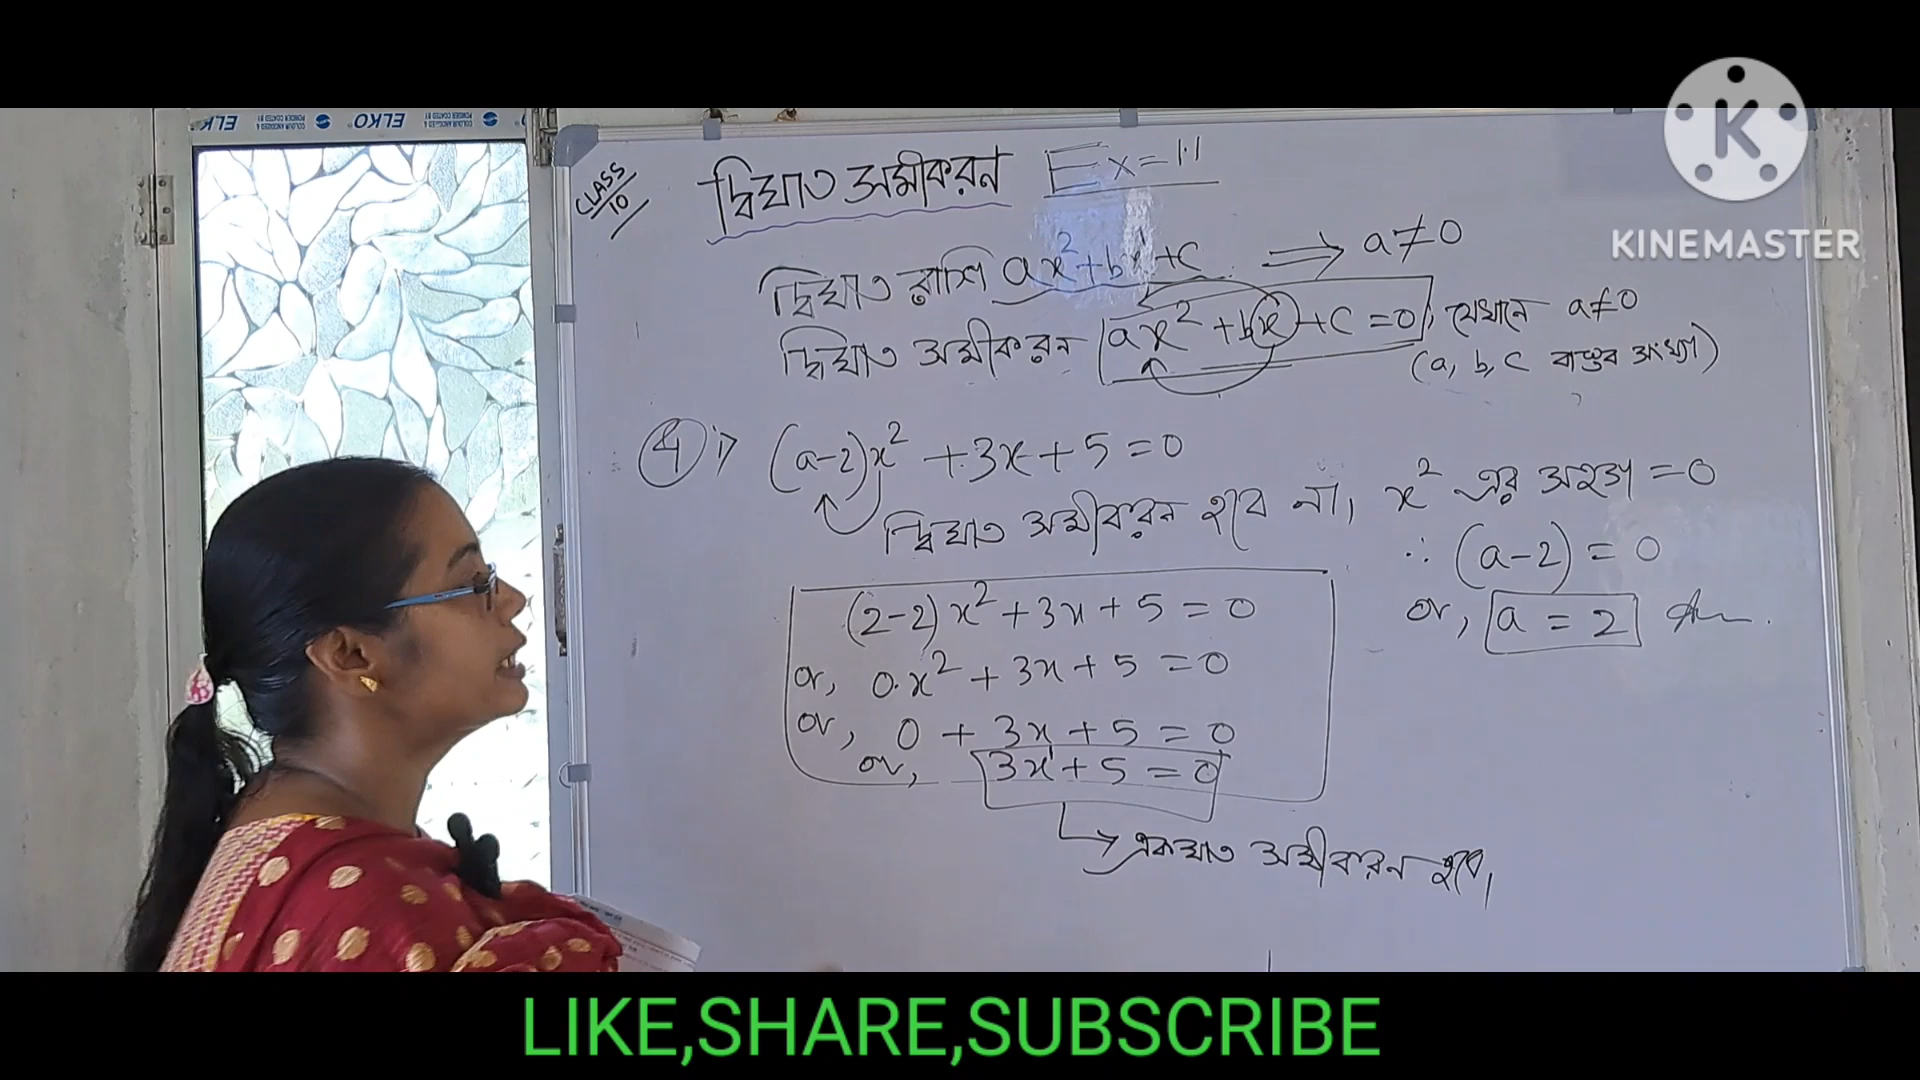 ELKO
KINEMASTER
CLASS
10
দ্বিঘাত সমীকরন Ex=1.1
দ্বিঘাত রাশি ax²+bx+c ⟹ a≠0
দ্বিঘাত সমীকরন ax²+bx+c=0, যেখানে a≠0
(a, b, c বাস্তব সংখ্যা)
4 i) (a-2)x² +3x+5=0
দ্বিঘাত সমীকরন হবে না, x² এর সহগ =0
∴ (a-2) = 0
or, a = 2 Ans.
(2-2)x²+3x+5=0
or, 0.x²+3x+5=0
or, 0+3x+5=0
or, 3x¹+5=0
→ একঘাত সমীকরন হবে,
LIKE,SHARE,SUBSCRIBE